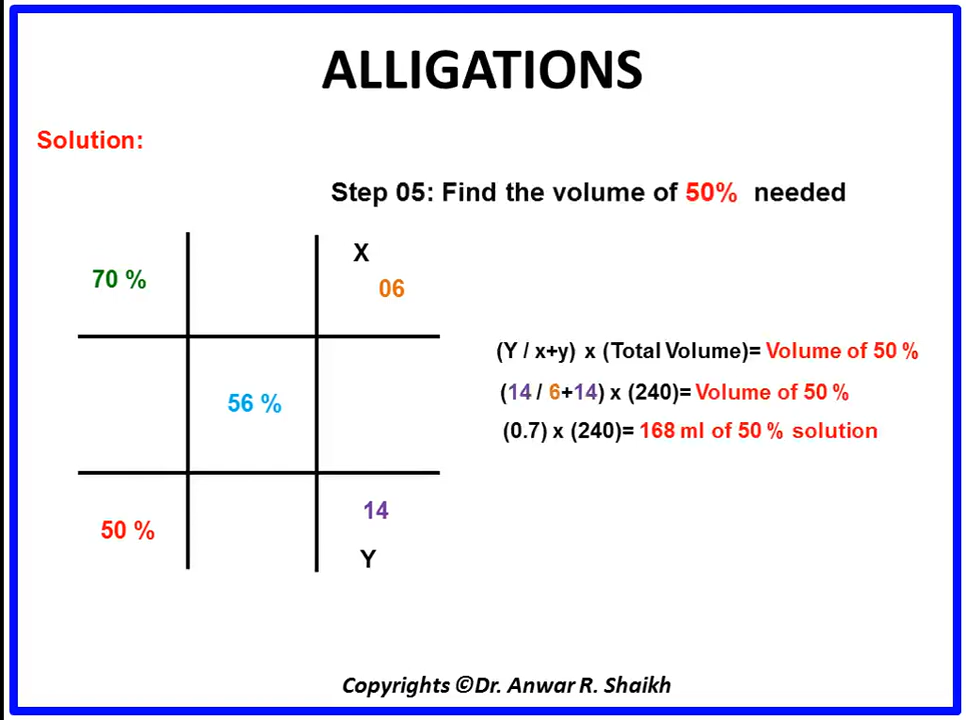 ALLIGATIONS
Solution:
Step 05: Find the volume of 50% needed
X
70 %
06
(Y / x+y) x (Total Volume)= Volume of 50 %
(14 / 6+14) x (240)= Volume of 50 %
56 %
(0.7) x (240)= 168 ml of 50 % solution
14
50 %
Y
Copyrights ©Dr. Anwar R. Shaikh